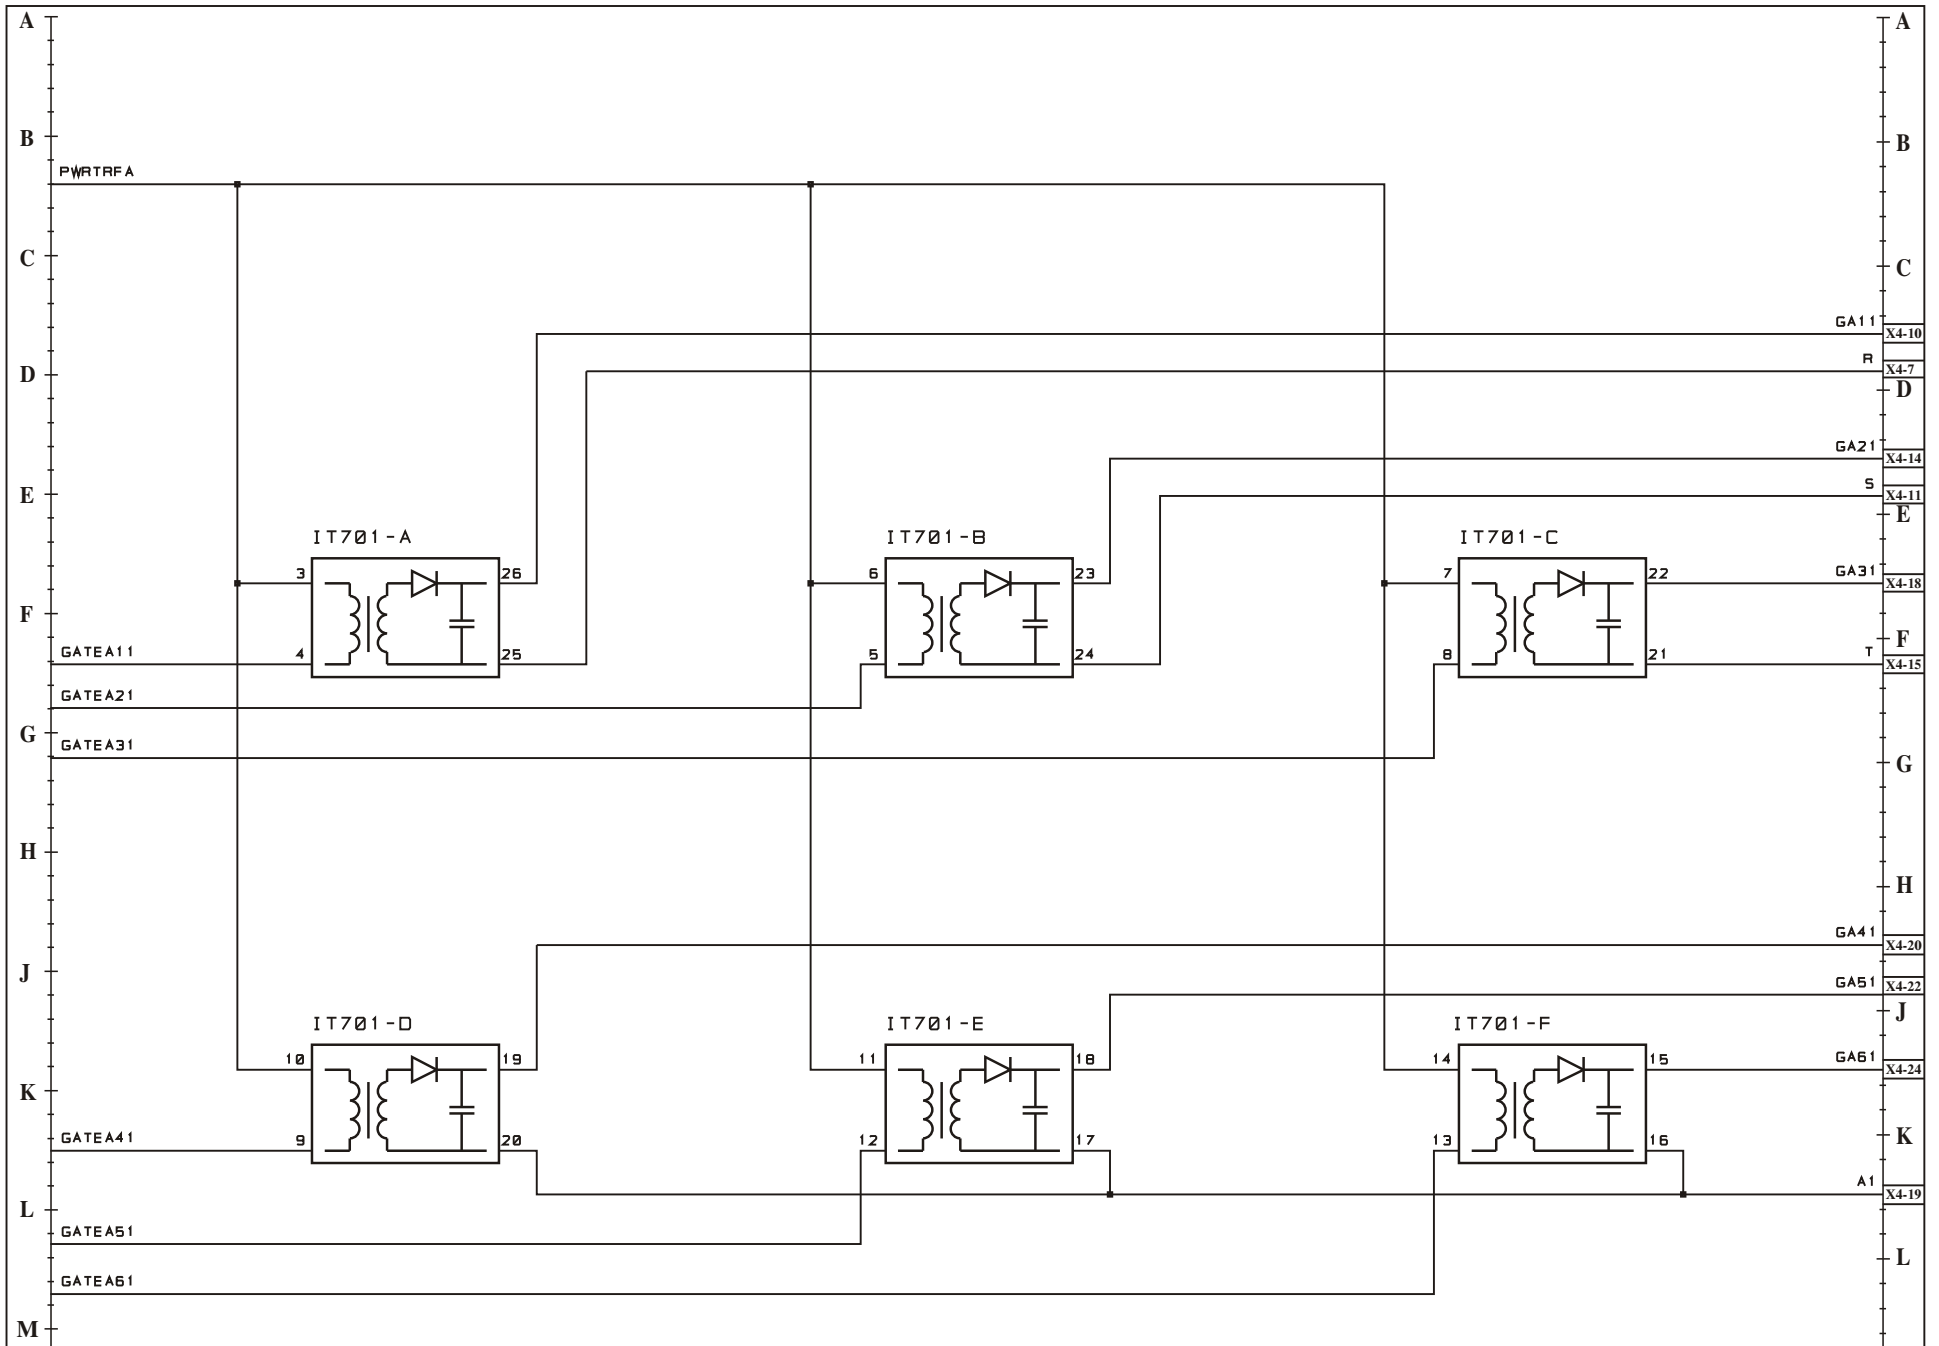 A A
B B
PWRTRFA
C C
GA11 X4-10
D R X4-7
D
GA21 X4-14
E S X4-11
E
IT701-A IT701-B IT701-C
3 26 6 23 7 22 GA31 X4-18
F F
GATEA11 4 25 5 24 8 21 T X4-15
GATEA21
G GATEA31
G
H
H
GA41 X4-20
J GA51 X4-22
J
IT701-D IT701-E IT701-F
10 19 11 18 14 15 GA61 X4-24
K
GATEA41 9 20 12 17 13 16 K
A1 X4-19
L
GATEA51
L
GATEA61
M